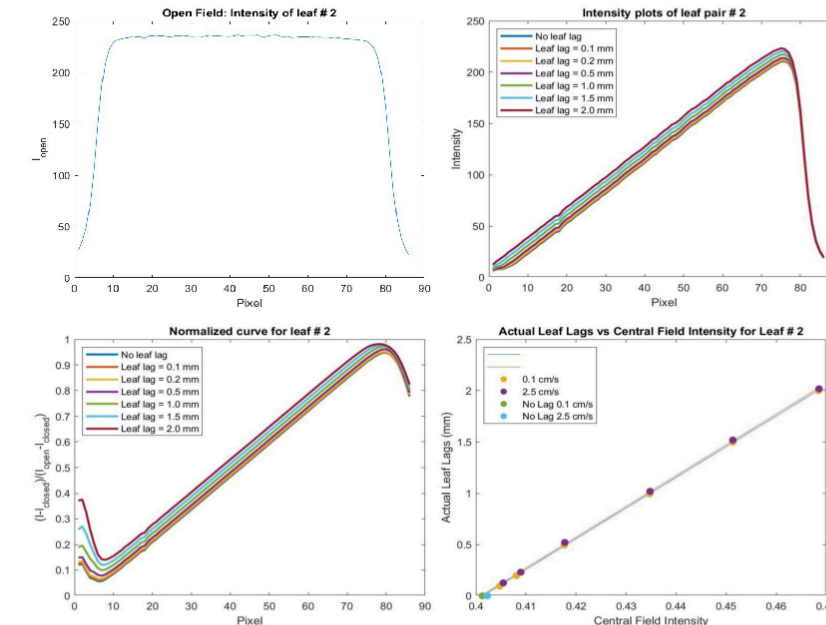 Open Field: Intensity of leaf # 2
250
200
150
100
50
0
I_open
0 10 20 30 40 50 60 70 80 90
Pixel
Intensity plots of leaf pair # 2
250
200
150
100
50
0
Intensity
No leaf lag
Leaf lag = 0.1 mm
Leaf lag = 0.2 mm
Leaf lag = 0.5 mm
Leaf lag = 1.0 mm
Leaf lag = 1.5 mm
Leaf lag = 2.0 mm
0 10 20 30 40 50 60 70 80
Pixel
Normalized curve for leaf # 2
1
0.9
0.8
0.7
0.6
0.5
0.4
0.3
0.2
0.1
0
(I-I_closed)/(I_open-I_closed)
No leaf lag
Leaf lag = 0.1 mm
Leaf lag = 0.2 mm
Leaf lag = 0.5 mm
Leaf lag = 1.0 mm
Leaf lag = 1.5 mm
Leaf lag = 2.0 mm
0 10 20 30 40 50 60 70 80 90
Pixel
Actual Leaf Lags vs Central Field Intensity for Leaf # 2
2.5
2
1.5
1
0.5
0
Actual Leaf Lags (mm)
0.1 cm/s
2.5 cm/s
No Lag 0.1 cm/s
No Lag 2.5 cm/s
0.4 0.41 0.42 0.43 0.44 0.45 0.46
Central Field Intensity